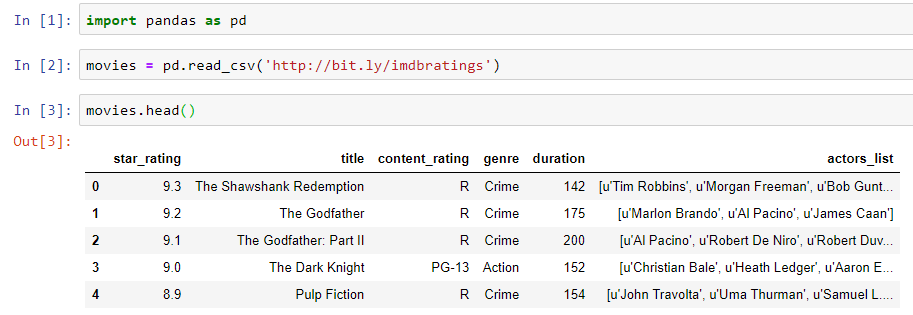 In [1]: import pandas as pd
In [2]: movies = pd.read_csv('http://bit.ly/imdbratings')
In [3]: movies.head()
Out[3]:
star_rating title content_rating genre duration actors_list
0 9.3 The Shawshank Redemption R Crime 142 [u'Tim Robbins', u'Morgan Freeman', u'Bob Gunt...
1 9.2 The Godfather R Crime 175 [u'Marlon Brando', u'Al Pacino', u'James Caan']
2 9.1 The Godfather: Part II R Crime 200 [u'Al Pacino', u'Robert De Niro', u'Robert Duv...
3 9.0 The Dark Knight PG-13 Action 152 [u'Christian Bale', u'Heath Ledger', u'Aaron E...
4 8.9 Pulp Fiction R Crime 154 [u'John Travolta', u'Uma Thurman', u'Samuel L....